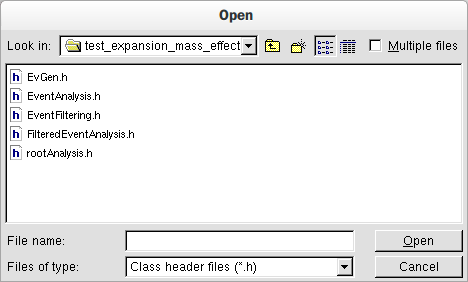 Open
Look in: test_expansion_mass_effect Multiple files
h EvGen.h
h EventAnalysis.h
h EventFiltering.h
h FilteredEventAnalysis.h
h rootAnalysis.h
File name: Open
Files of type: Class header files (*.h) Cancel